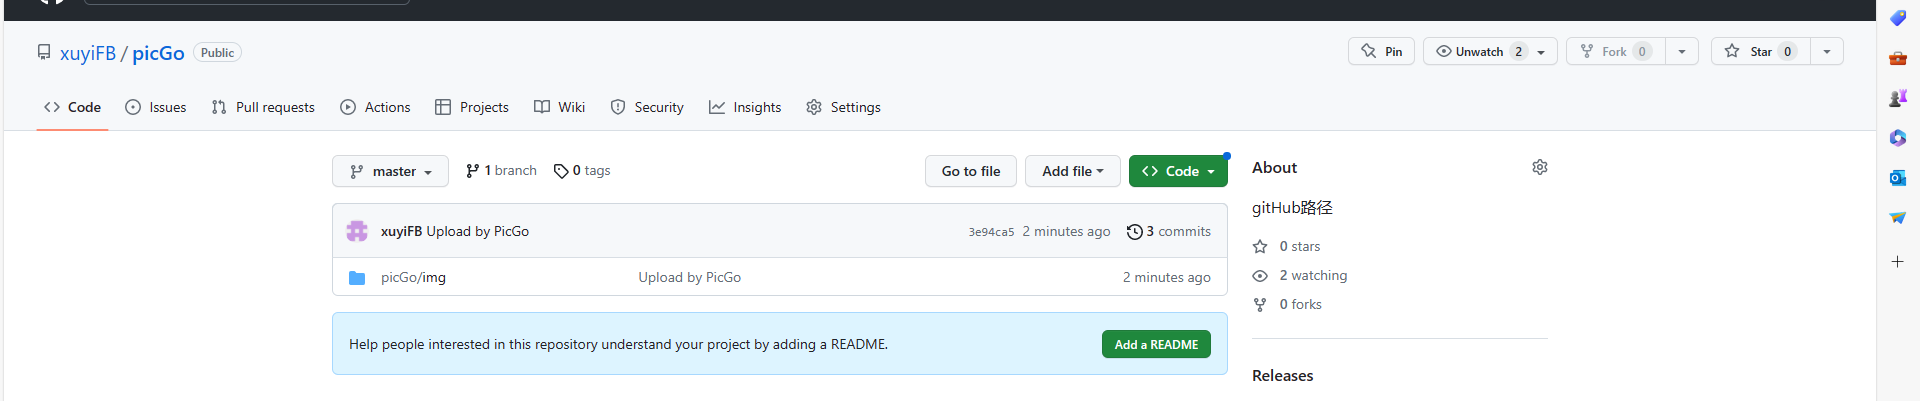 xuyiFB / picGo Public
Pin Unwatch 2 Fork 0 Star 0
Code Issues Pull requests Actions Projects Wiki Security Insights Settings
master 1 branch 0 tags Go to file Add file Code
xuyiFB Upload by PicGo 3e94ca5 2 minutes ago 3 commits
picGo/img Upload by PicGo 2 minutes ago
Help people interested in this repository understand your project by adding a README. Add a README
About
gitHub路径
0 stars
2 watching
0 forks
Releases